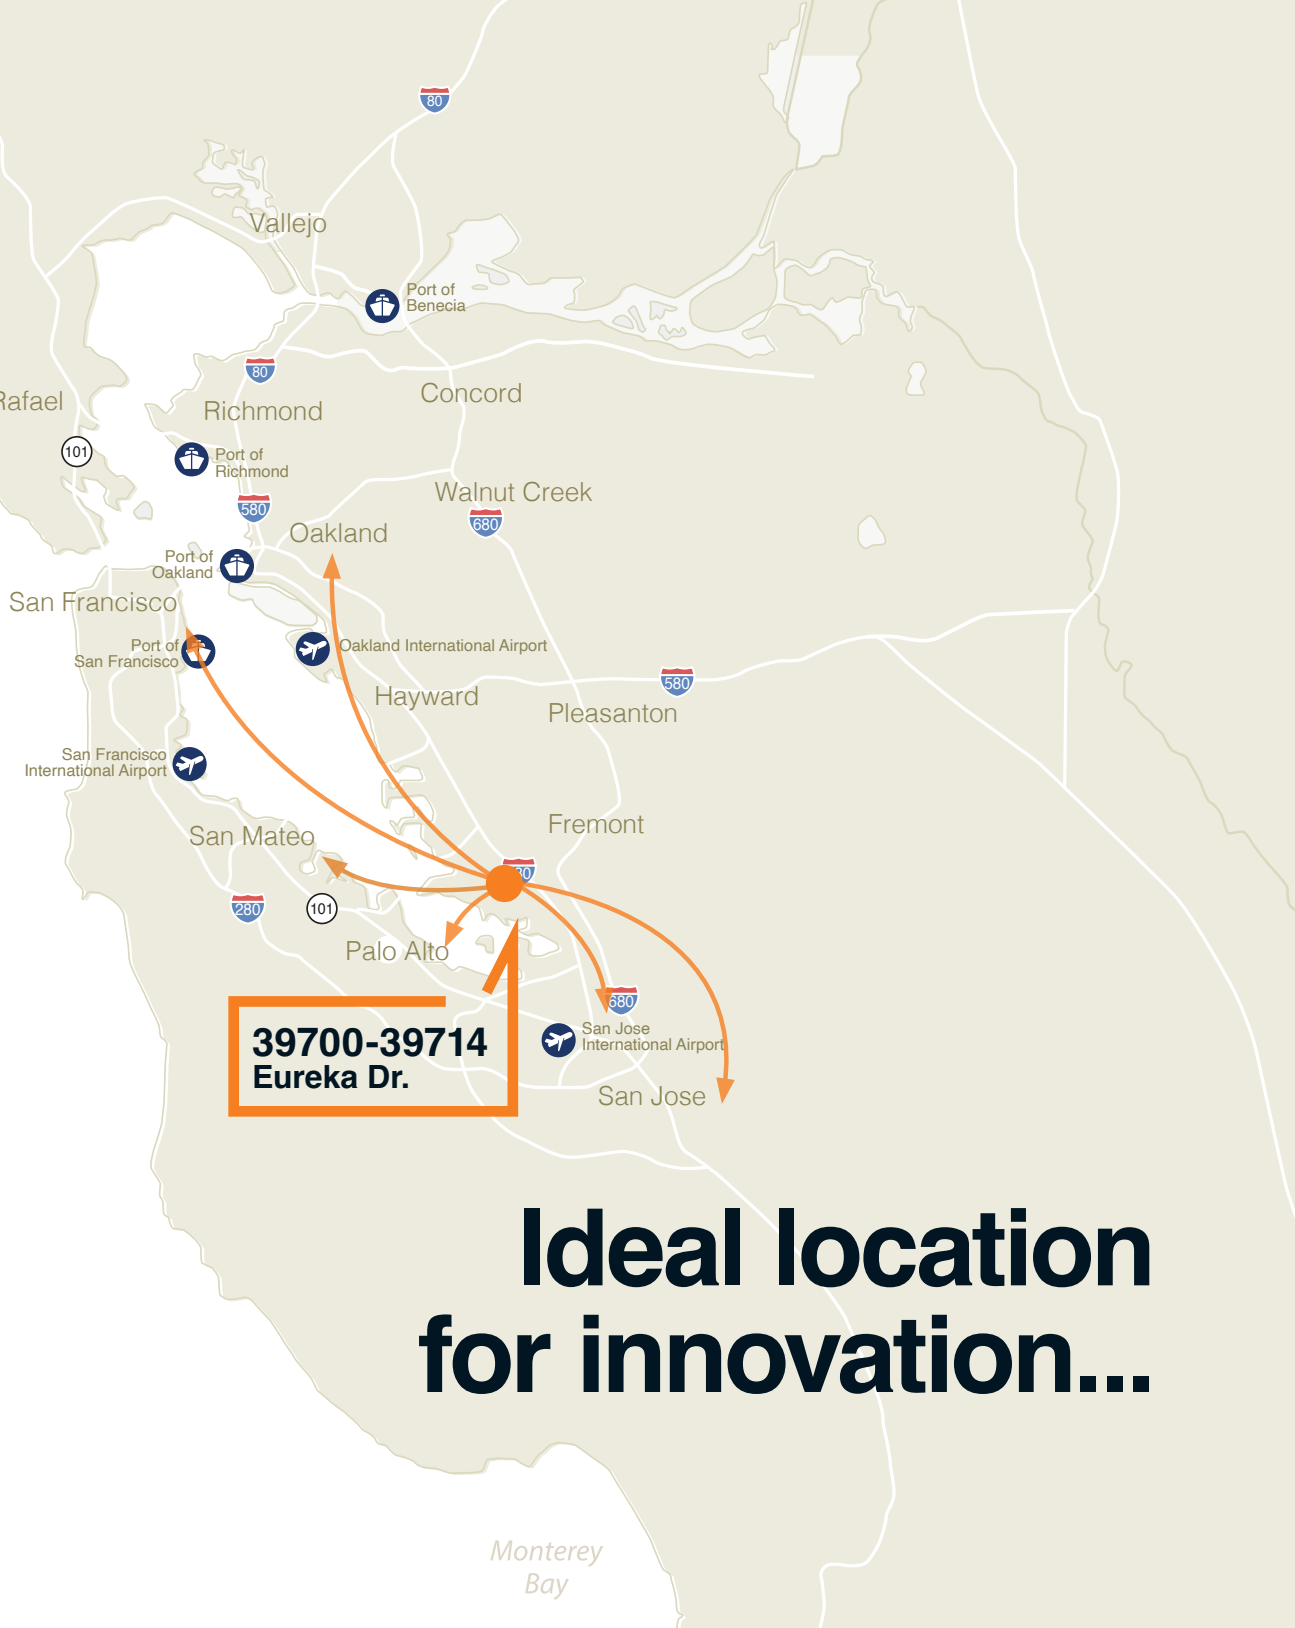 80
Vallejo
Port of
Benecia
80
Concord
Rafael
Richmond
101
Port of
Richmond
Walnut Creek
580
680
Oakland
Port of
Oakland
San Francisco
Port of
San Francisco
Oakland International Airport
580
Hayward
Pleasanton
San Francisco
International Airport
Fremont
San Mateo
80
280
101
Palo Alto
680
39700-39714
Eureka Dr.
San Jose
International Airport
San Jose
Ideal location
for innovation...
Monterey
Bay